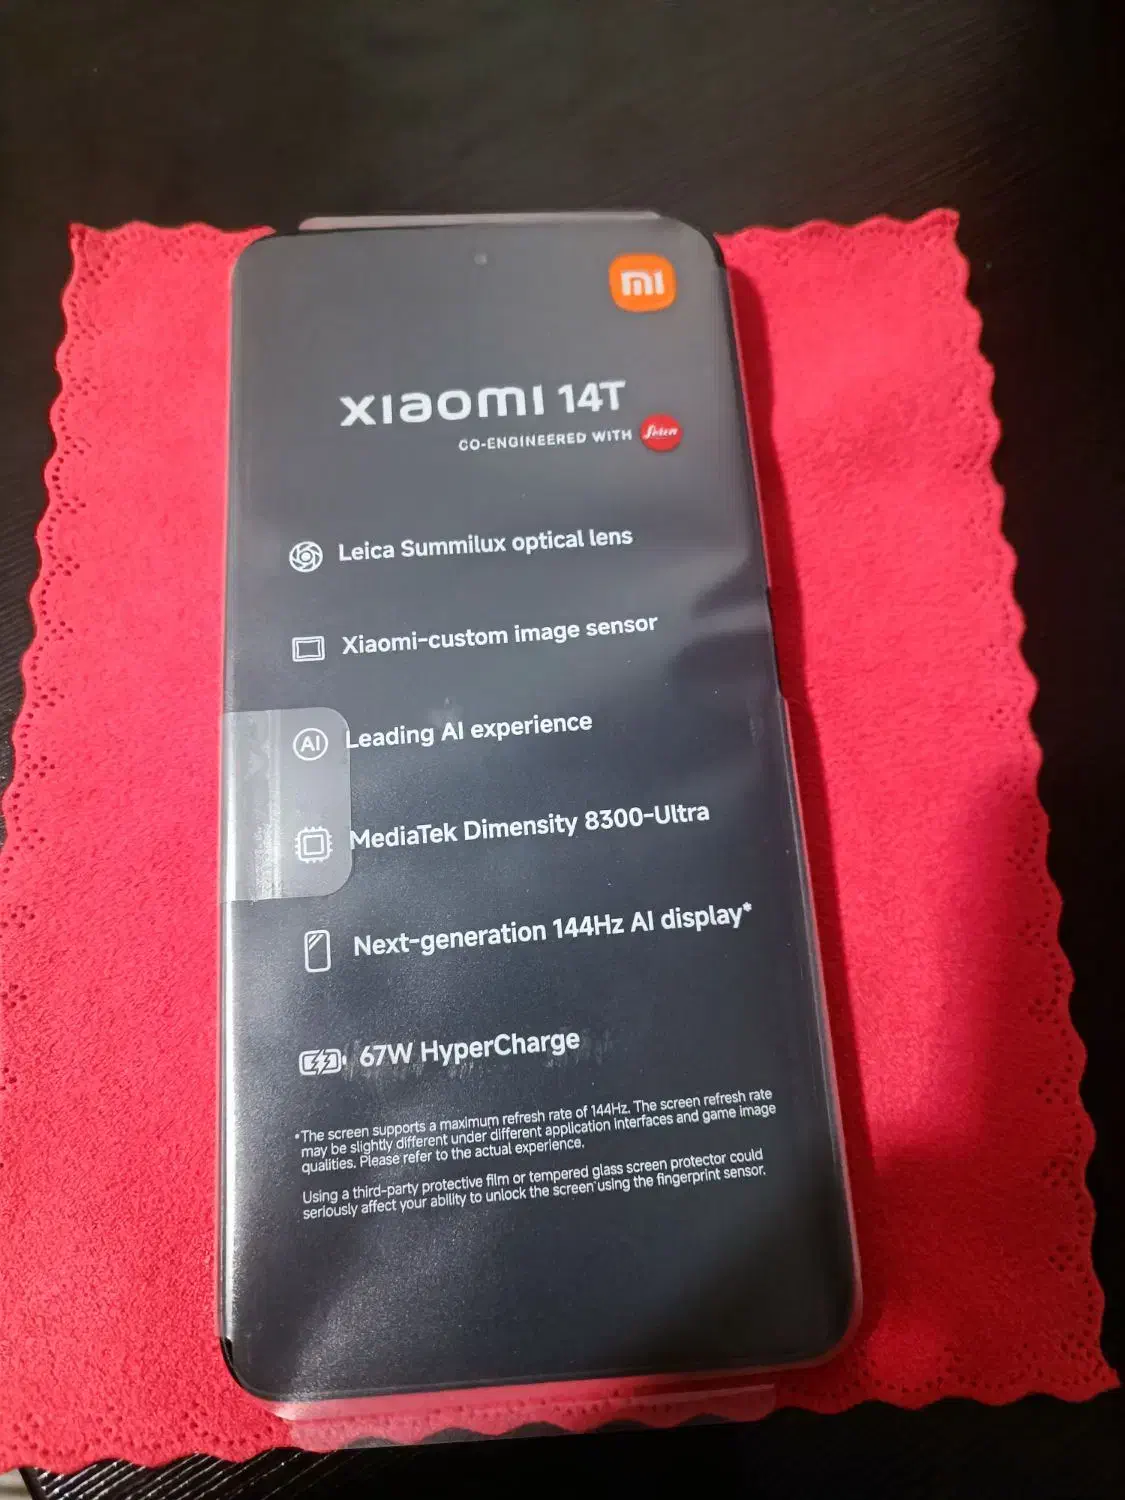 mi
xiaomi 14T
CO-ENGINEERED WITH Leica
Leica Summilux optical lens
Xiaomi-custom image sensor
AI Leading AI experience
MediaTek Dimensity 8300-Ultra
Next-generation 144Hz AI display*
67W HyperCharge
*The screen supports a maximum refresh rate of 144Hz. The screen refresh rate
may be slightly different under different application interfaces and game image
qualities. Please refer to the actual experience.
Using a third-party protective film or tempered glass screen protector could
seriously affect your ability to unlock the screen using the fingerprint sensor.